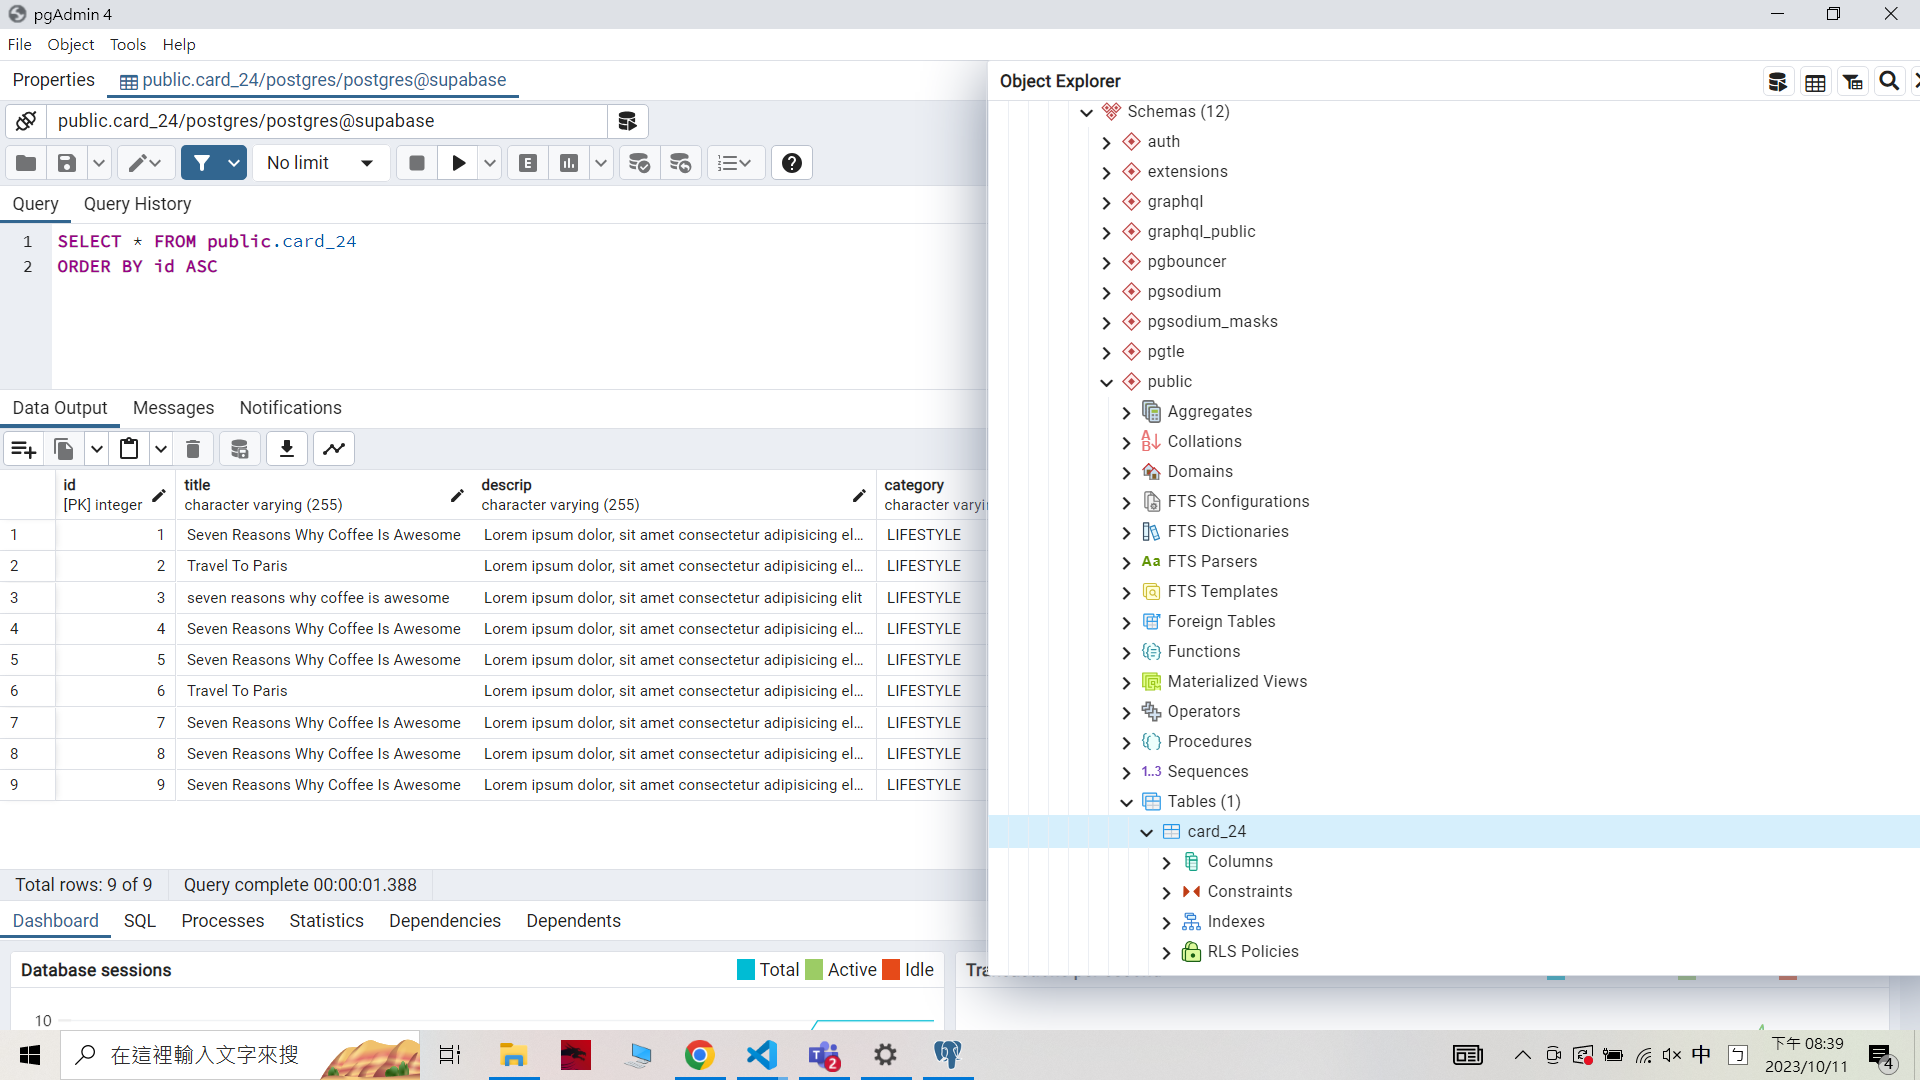 pgAdmin 4
File Object Tools Help
Properties public.card_24/postgres/postgres@supabase
public.card_24/postgres/postgres@supabase
No limit
Query Query History
1 SELECT * FROM public.card_24
2 ORDER BY id ASC
Data Output Messages Notifications
id title descrip category
[PK] integer character varying (255) character varying (255) character varyin
1 1 Seven Reasons Why Coffee Is Awesome Lorem ipsum dolor, sit amet consectetur adipisicing el... LIFESTYLE
2 2 Travel To Paris Lorem ipsum dolor, sit amet consectetur adipisicing el... LIFESTYLE
3 3 seven reasons why coffee is awesome Lorem ipsum dolor, sit amet consectetur adipisicing elit LIFESTYLE
4 4 Seven Reasons Why Coffee Is Awesome Lorem ipsum dolor, sit amet consectetur adipisicing el... LIFESTYLE
5 5 Seven Reasons Why Coffee Is Awesome Lorem ipsum dolor, sit amet consectetur adipisicing el... LIFESTYLE
6 6 Travel To Paris Lorem ipsum dolor, sit amet consectetur adipisicing el... LIFESTYLE
7 7 Seven Reasons Why Coffee Is Awesome Lorem ipsum dolor, sit amet consectetur adipisicing el... LIFESTYLE
8 8 Seven Reasons Why Coffee Is Awesome Lorem ipsum dolor, sit amet consectetur adipisicing el... LIFESTYLE
9 9 Seven Reasons Why Coffee Is Awesome Lorem ipsum dolor, sit amet consectetur adipisicing el... LIFESTYLE
Total rows: 9 of 9 Query complete 00:00:01.388
Dashboard SQL Processes Statistics Dependencies Dependents
Database sessions Total Active Idle
10
Object Explorer
Schemas (12)
auth
extensions
graphql
graphql_public
pgbouncer
pgsodium
pgsodium_masks
pgtle
public
Aggregates
Collations
Domains
FTS Configurations
FTS Dictionaries
Aa FTS Parsers
FTS Templates
Foreign Tables
Functions
Materialized Views
Operators
Procedures
1..3 Sequences
Tables (1)
card_24
Columns
Constraints
Indexes
RLS Policies
在這裡輸入文字來搜
2
中
ㄅ
下午 08:39
2023/10/11
4